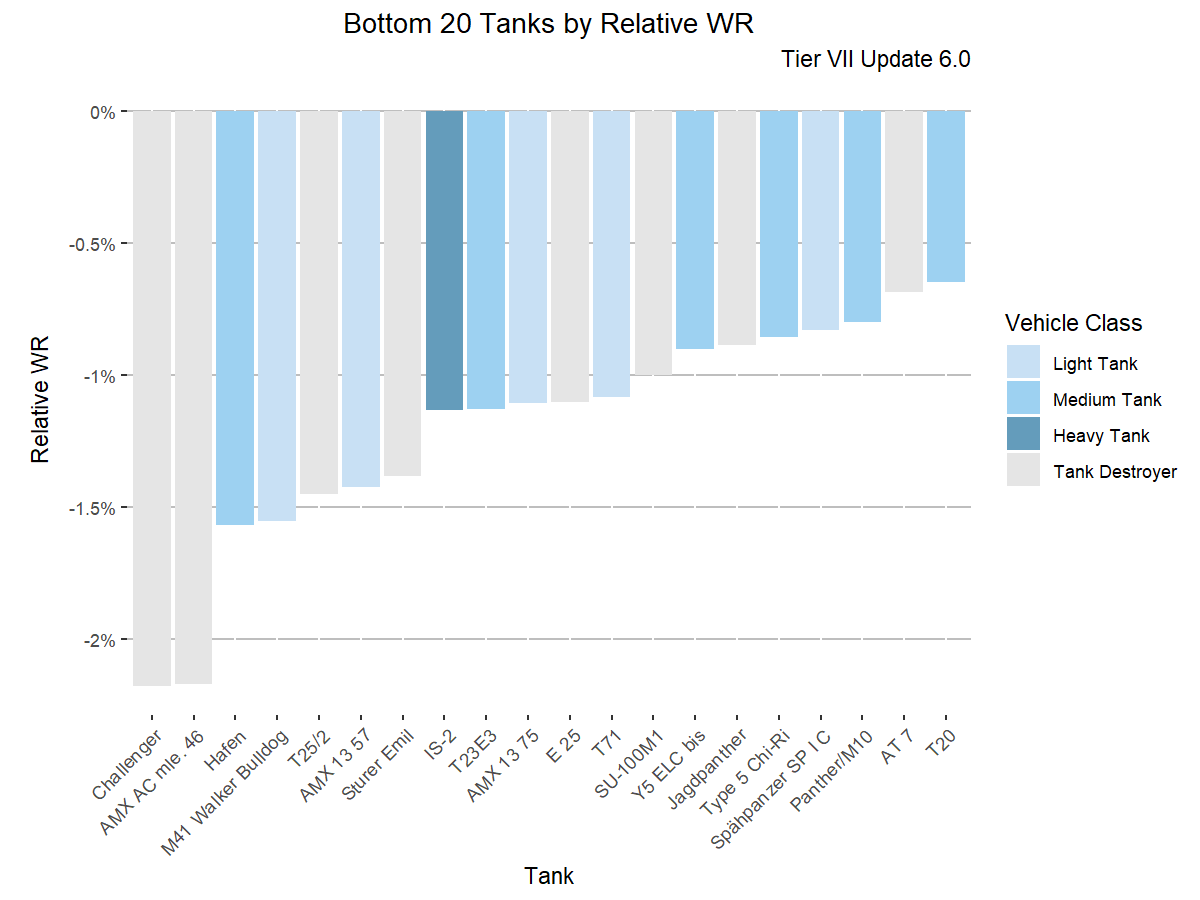 Bottom 20 Tanks by Relative WR
Tier VII Update 6.0
0%
-0.5%
-1%
-1.5%
-2%
Relative WR
Challenger
AMX AC mle. 46
Hafen
M41 Walker Bulldog
T25/2
AMX 13 57
Sturer Emil
IS-2
T23E3
AMX 13 75
E 25
T71
SU-100M1
Y5 ELC bis
Jagdpanther
Type 5 Chi-Ri
Spähpanzer SP I C
Panther/M10
AT 7
T20
Tank
Vehicle Class
Light Tank
Medium Tank
Heavy Tank
Tank Destroyer